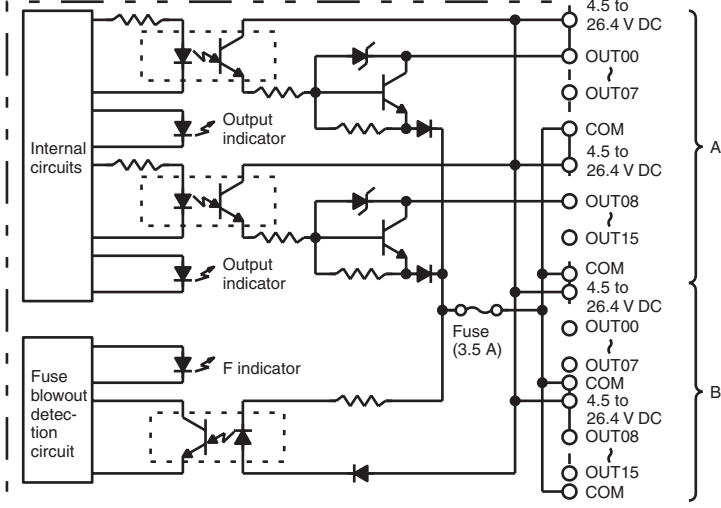 4.5 to
26.4 V DC
OUT00
OUT07
COM
4.5 to
26.4 V DC
OUT08
OUT15
COM
4.5 to
26.4 V DC
OUT00
OUT07
COM
4.5 to
26.4 V DC
OUT08
OUT15
COM
A
B
Internal
circuits
Output
indicator
Output
indicator
Fuse
(3.5 A)
F indicator
Fuse
blowout
detec-
tion
circuit